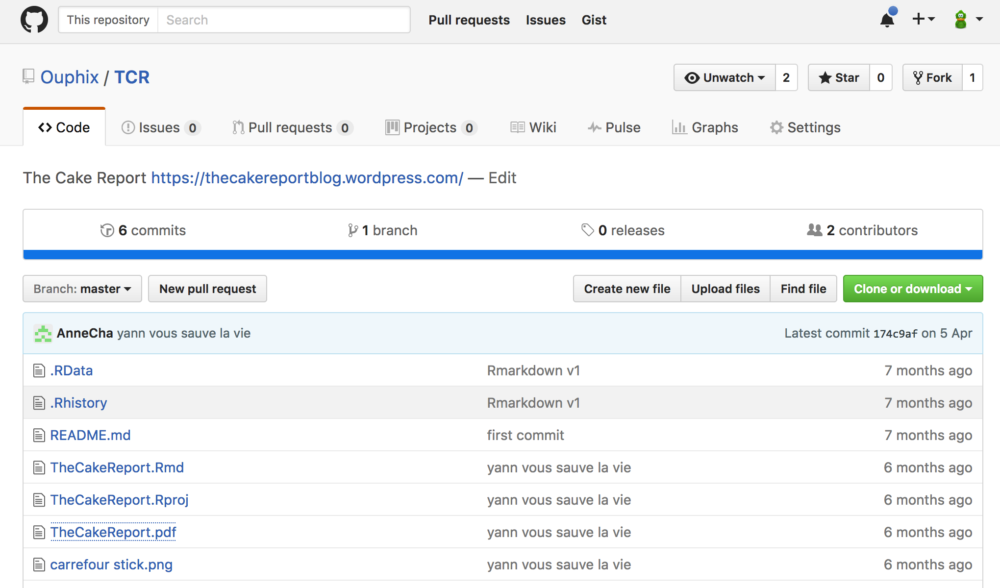 This repository Search Pull requests Issues Gist
Ouphix / TCR Unwatch 2 Star 0 Fork 1
Code Issues 0 Pull requests 0 Projects 0 Wiki Pulse Graphs Settings
The Cake Report https://thecakereportblog.wordpress.com/ — Edit
6 commits 1 branch 0 releases 2 contributors
Branch: master New pull request Create new file Upload files Find file Clone or download
AnneCha yann vous sauve la vie Latest commit 174c9af on 5 Apr
.RData Rmarkdown v1 7 months ago
.Rhistory Rmarkdown v1 7 months ago
README.md first commit 7 months ago
TheCakeReport.Rmd yann vous sauve la vie 6 months ago
TheCakeReport.Rproj yann vous sauve la vie 6 months ago
TheCakeReport.pdf yann vous sauve la vie 6 months ago
carrefour stick.png yann vous sauve la vie 6 months ago